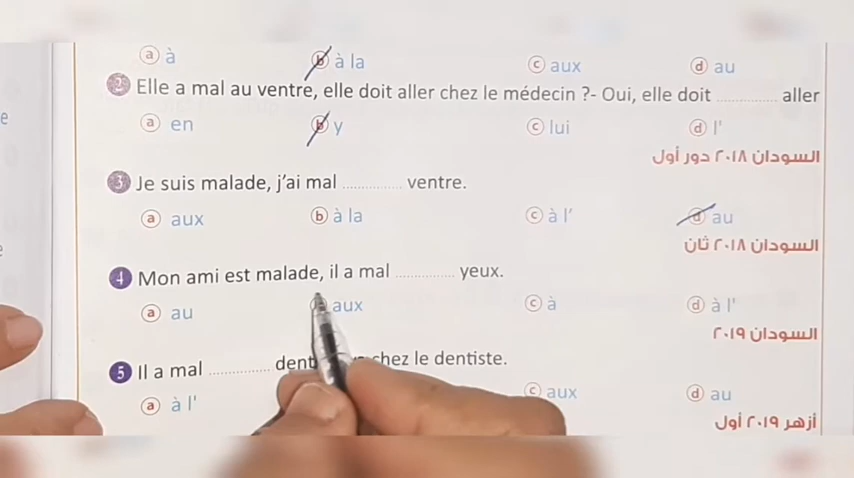 a à b à la c aux d au
2 Elle a mal au ventre, elle doit aller chez le médecin ?- Oui, elle doit ............... aller
a en b y c lui d l'
السودان ٢٠١٨ دور أول
3 Je suis malade, j'ai mal ............... ventre.
a aux b à la c à l' d au
السودان ٢٠١٨ ثان
4 Mon ami est malade, il a mal ............... yeux.
a au aux c à d à l'
السودان ٢٠١٩
5 Il a mal ............... chez le dentiste.
a à l' c aux d au
أزهر ٢٠١٩ أول